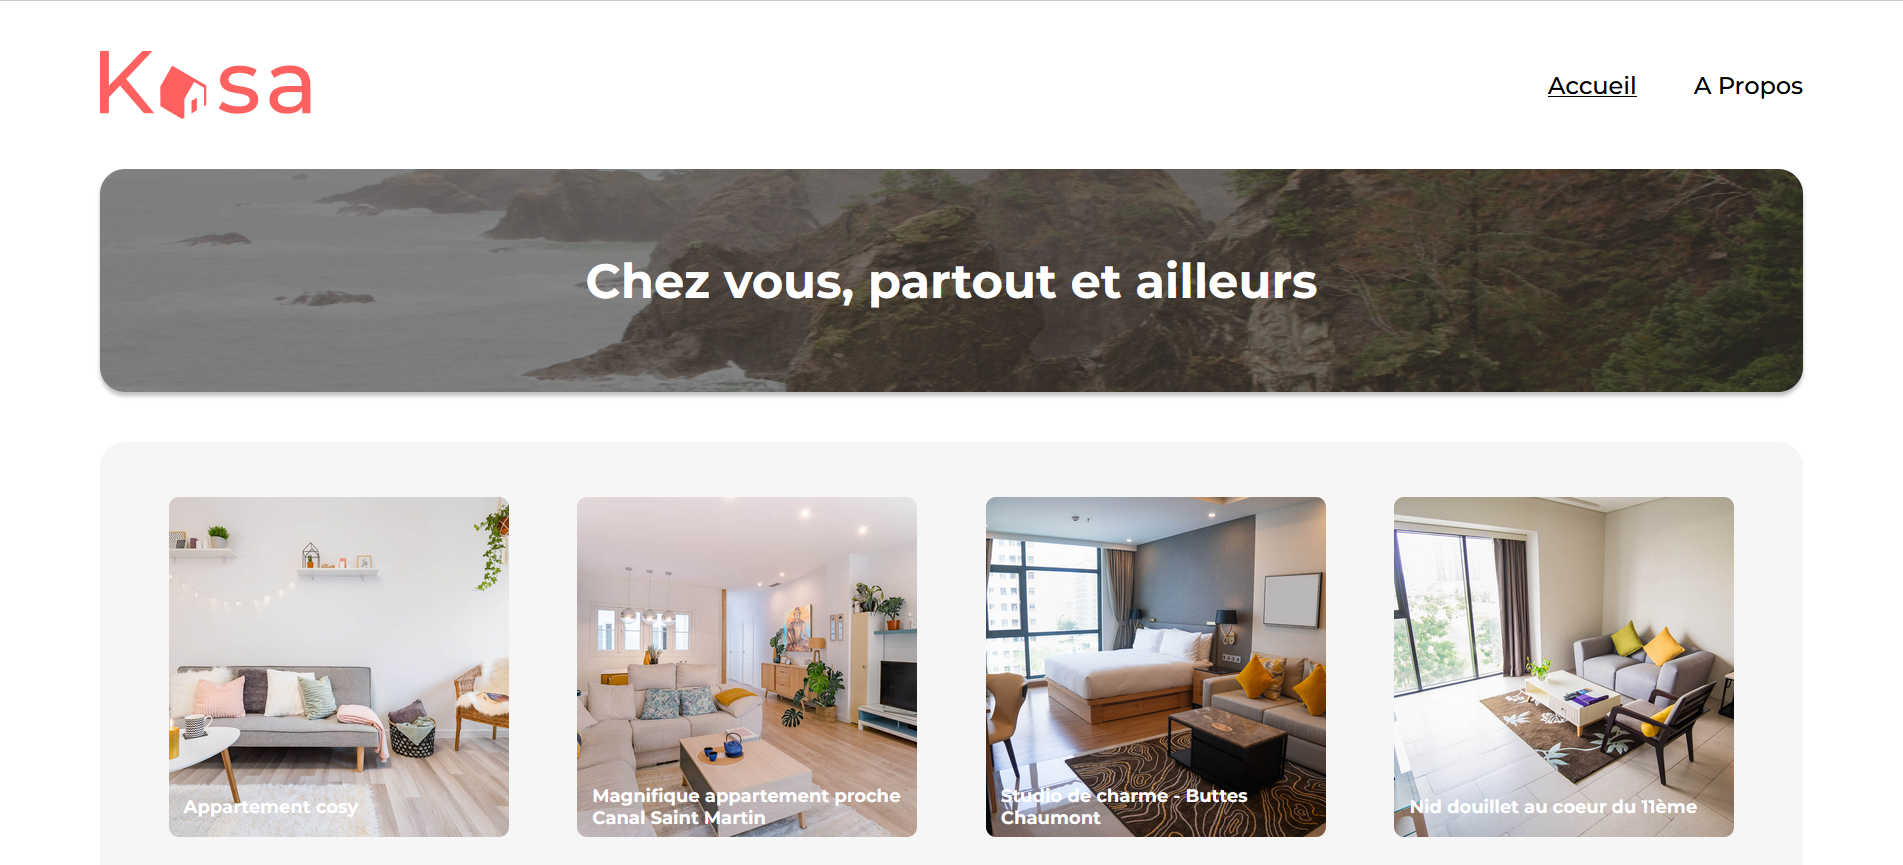 Kasa
Accueil
A Propos
Chez vous, partout et ailleurs
Appartement cosy
Magnifique appartement proche
Canal Saint Martin
Studio de charme - Buttes
Chaumont
Nid douillet au coeur du 11ème